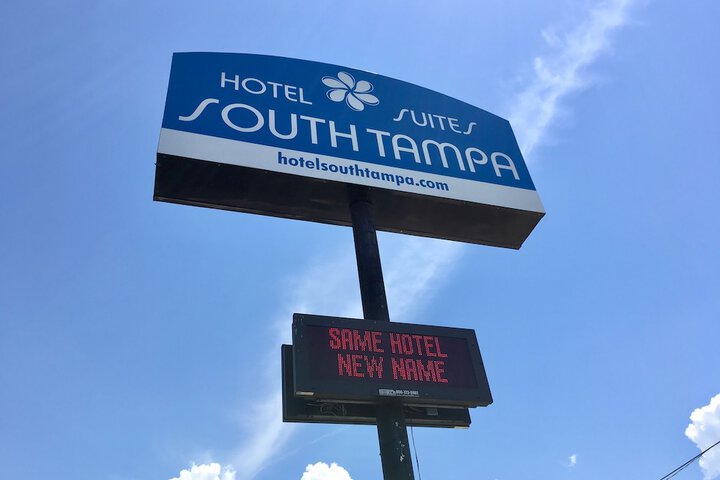 HOTEL SUITES
SOUTH TAMPA
hotelsouthtampa.com
SAME HOTEL
NEW NAME